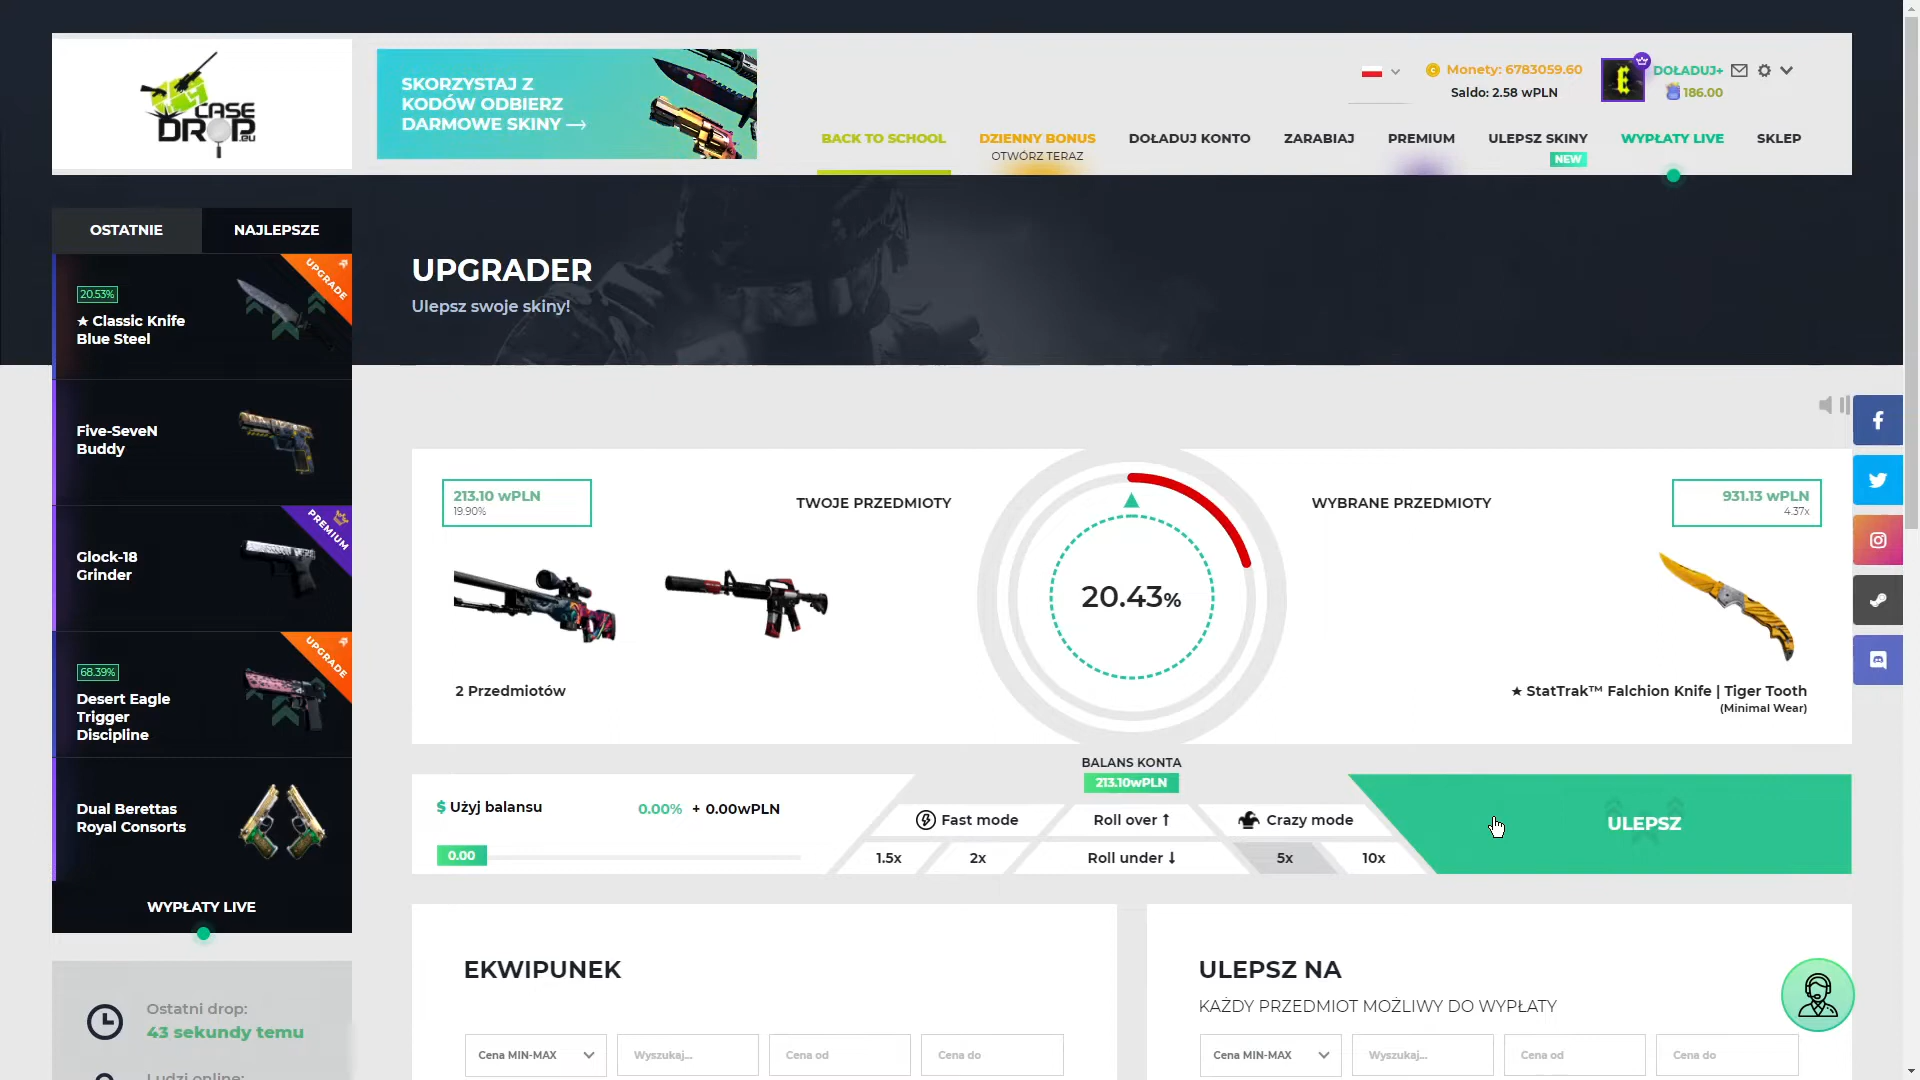 CASE
DROP.eu
SKORZYSTAJ Z
KODÓW ODBIERZ
DARMOWE SKINY
Monety: 6783059.60
Saldo: 2.58 wPLN
DOŁADUJ+
186.00
BACK TO SCHOOL
DZIENNY BONUS
OTWÓRZ TERAZ
DOŁADUJ KONTO
ZARABIAJ
PREMIUM
ULEPSZ SKINY
NEW
WYPŁATY LIVE
SKLEP
OSTATNIE
NAJLEPSZE
UPGRADER
Ulepsz swoje skiny!
UPGRADE
20.53%
★ Classic Knife
Blue Steel
Five-SeveN
Buddy
PREMIUM
Glock-18
Grinder
UPGRADE
68.39%
Desert Eagle
Trigger
Discipline
Dual Berettas
Royal Consorts
WYPŁATY LIVE
Ostatni drop:
43 sekundy temu
Ludzi online:
213.10 wPLN
19.90%
TWOJE PRZEDMIOTY
2 Przedmiotów
20.43%
WYBRANE PRZEDMIOTY
931.13 wPLN
4.37x
★ StatTrak™ Falchion Knife | Tiger Tooth
(Minimal Wear)
BALANS KONTA
213.10wPLN
$ Użyj balansu
0.00% + 0.00wPLN
0.00
Fast mode
Roll over ↑
Crazy mode
1.5x
2x
Roll under ↓
5x
10x
ULEPSZ
EKWIPUNEK
Cena MIN-MAX
Wyszukaj...
Cena od
Cena do
ULEPSZ NA
KAŻDY PRZEDMIOT MOŻLIWY DO WYPŁATY
Cena MIN-MAX
Wyszukaj...
Cena od
Cena do